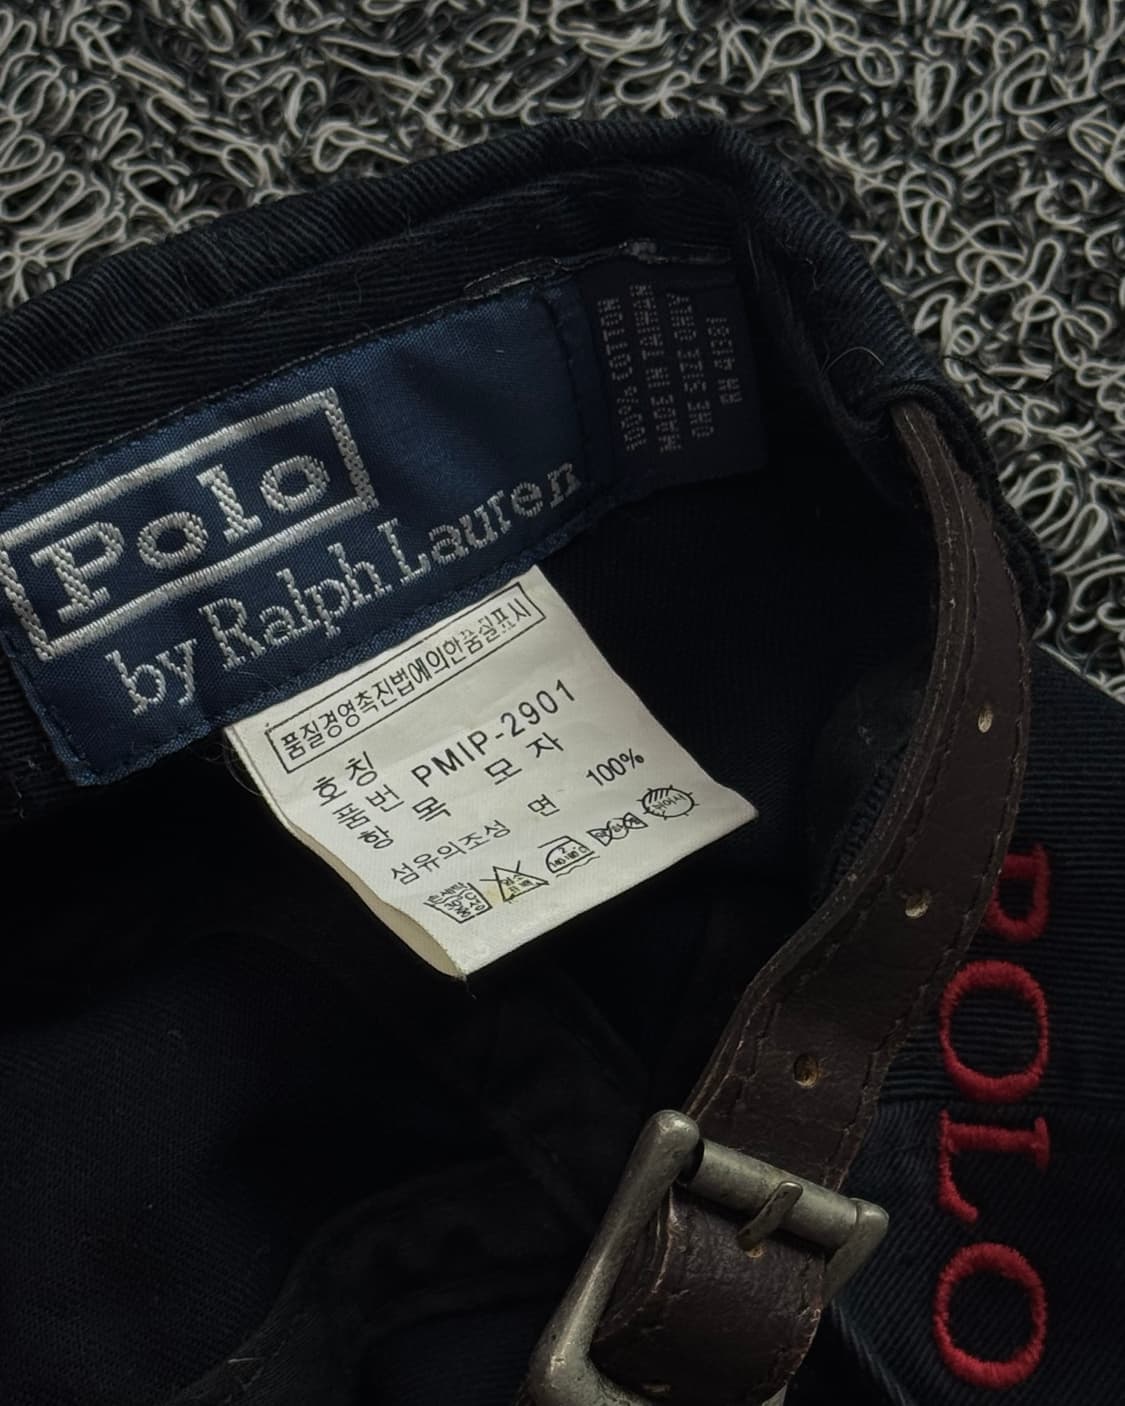 Polo
by Ralph Lauren
100% COTTON
MADE IN TAIWAN
ONE SIZE ONLY
RN 41381
품질경영촉진법에의한품질표시
호칭
품번 PMIP-2901
항목 모자
섬유의조성 면 100%
POLO